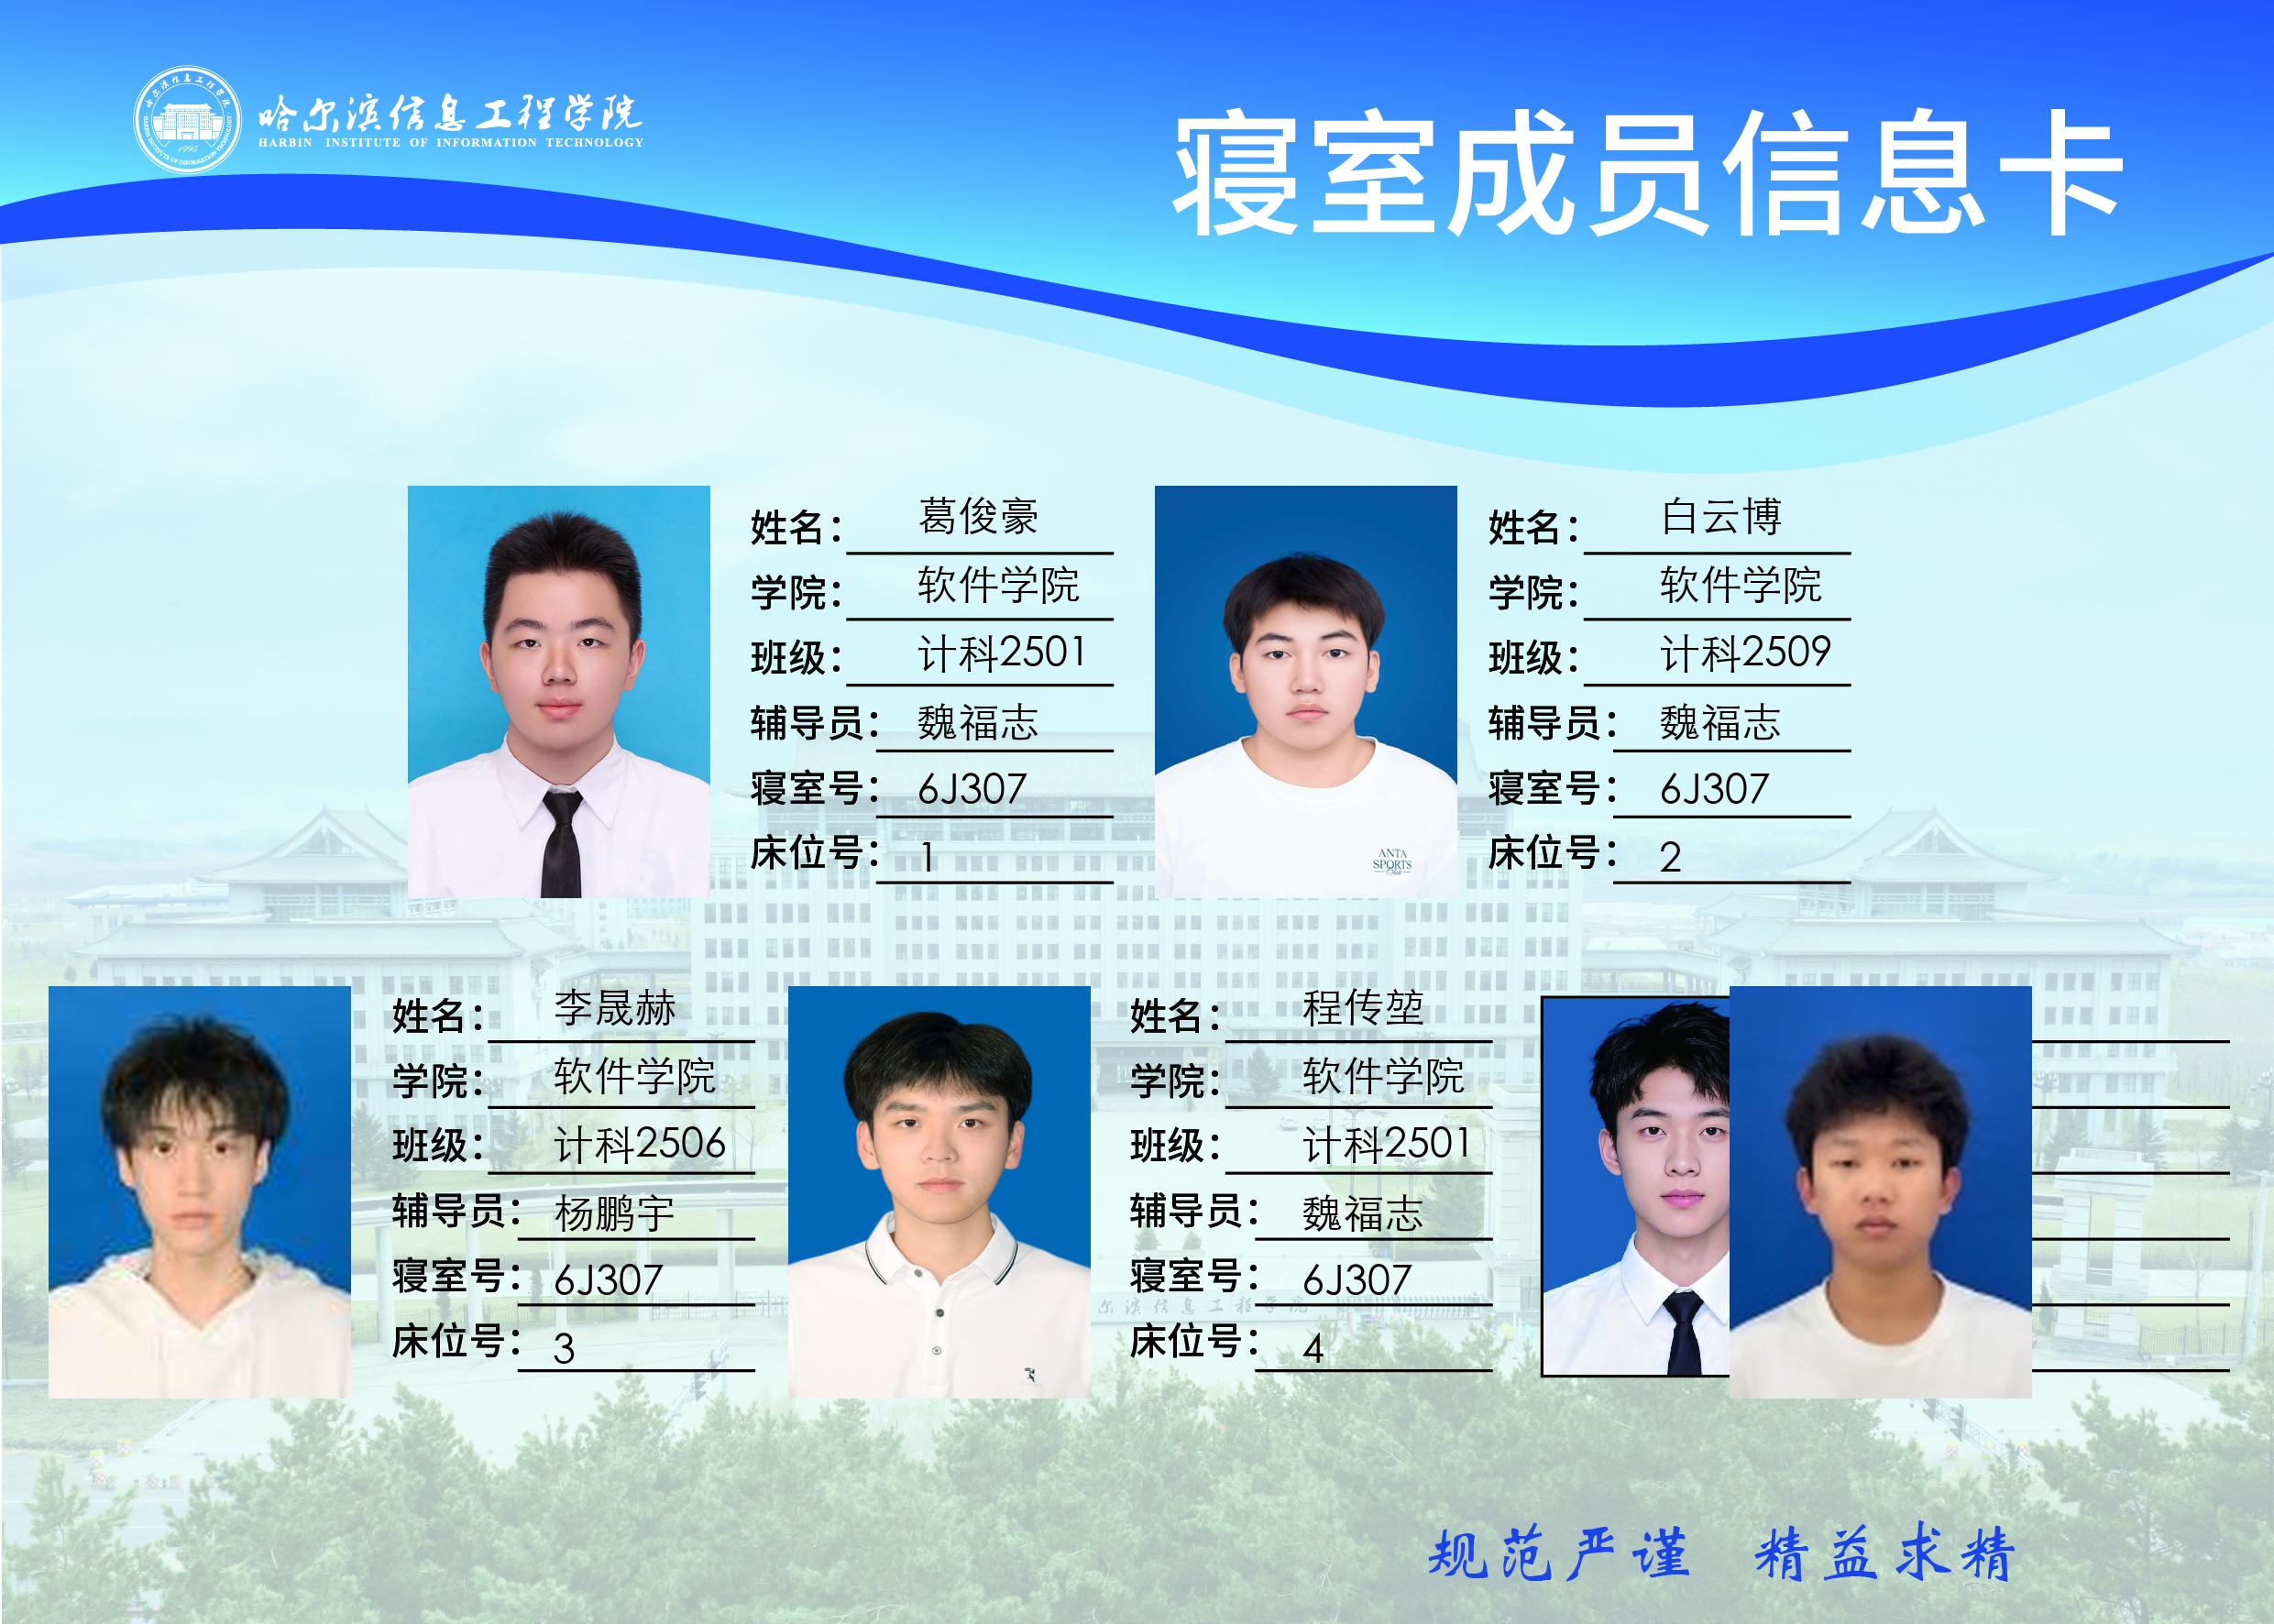 哈尔滨信息工程学院
HARBIN INSTITUTE OF INFORMATION TECHNOLOGY
1995
寝室成员信息卡
姓名： 葛俊豪
学院： 软件学院
班级： 计科2501
辅导员： 魏福志
寝室号： 6J307
床位号： 1
姓名： 白云博
学院： 软件学院
班级： 计科2509
辅导员： 魏福志
寝室号： 6J307
床位号： 2
ANTA
SPORTS
姓名： 李晟赫
学院： 软件学院
班级： 计科2506
辅导员： 杨鹏宇
寝室号： 6J307
床位号： 3
姓名： 程传堃
学院： 软件学院
班级： 计科2501
辅导员： 魏福志
寝室号： 6J307
床位号： 4
尔滨信息工程学院
规范严谨 精益求精